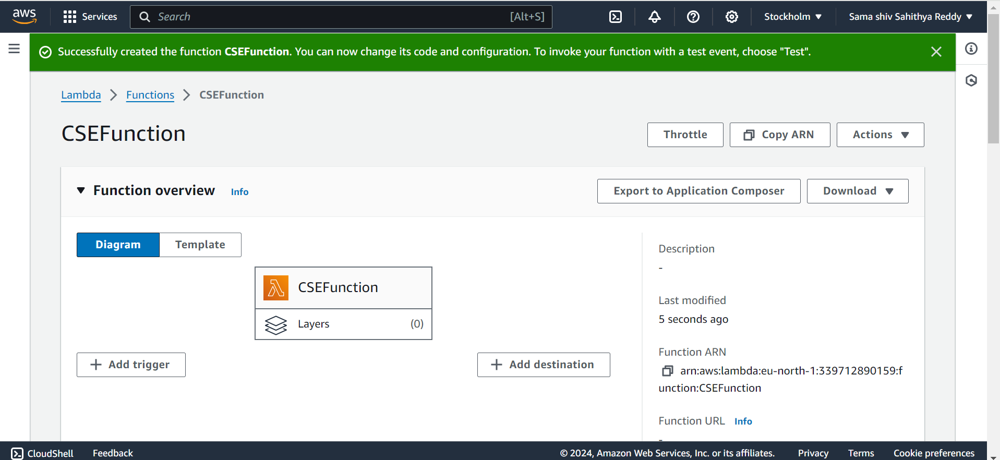 aws
Services
Search
[Alt+S]
Stockholm
Sama shiv Sahithya Reddy
Successfully created the function CSEFunction. You can now change its code and configuration. To invoke your function with a test event, choose "Test".
Lambda
Functions
CSEFunction
CSEFunction
Throttle
Copy ARN
Actions
Function overview
Info
Export to Application Composer
Download
Diagram
Template
CSEFunction
Layers
(0)
Add trigger
Add destination
Description
-
Last modified
5 seconds ago
Function ARN
arn:aws:lambda:eu-north-1:339712890159:f
unction:CSEFunction
Function URL
Info
-
CloudShell
Feedback
© 2024, Amazon Web Services, Inc. or its affiliates.
Privacy
Terms
Cookie preferences